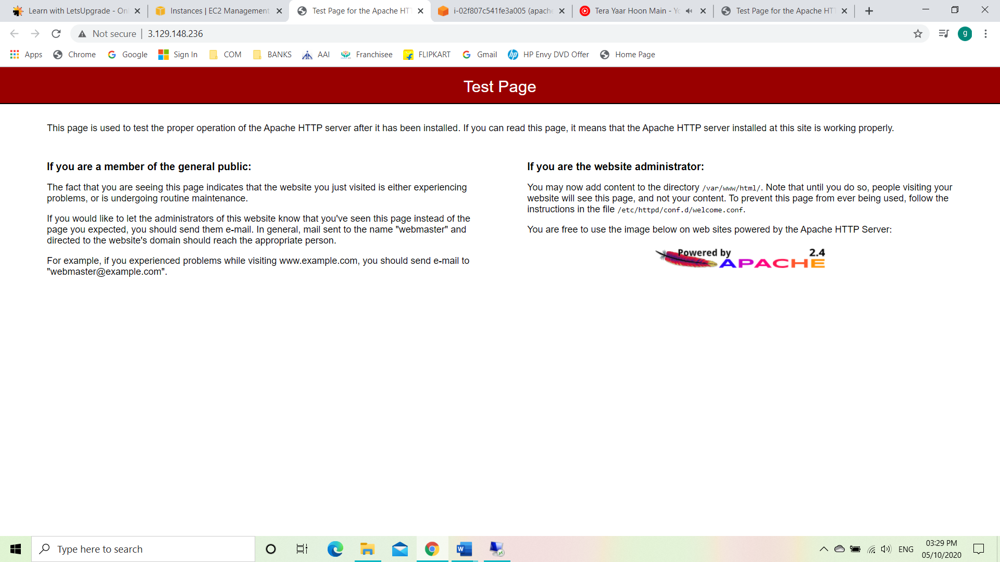 Learn with LetsUpgrade - Onl
Instances | EC2 Management
Test Page for the Apache HTT
i-02f807c541fe3a005 (apache
Tera Yaar Hoon Main - Yo
Test Page for the Apache HTT
Not secure
3.129.148.236
g
Apps
Chrome
Google
Sign In
COM
BANKS
AAI
Franchisee
FLIPKART
Gmail
HP Envy DVD Offer
Home Page
Test Page
This page is used to test the proper operation of the Apache HTTP server after it has been installed. If you can read this page, it means that the Apache HTTP server installed at this site is working properly.
If you are a member of the general public:
The fact that you are seeing this page indicates that the website you just visited is either experiencing
problems, or is undergoing routine maintenance.
If you would like to let the administrators of this website know that you've seen this page instead of the
page you expected, you should send them e-mail. In general, mail sent to the name "webmaster" and
directed to the website's domain should reach the appropriate person.
For example, if you experienced problems while visiting www.example.com, you should send e-mail to
"webmaster@example.com".
If you are the website administrator:
You may now add content to the directory /var/www/html/. Note that until you do so, people visiting your
website will see this page, and not your content. To prevent this page from ever being used, follow the
instructions in the file /etc/httpd/conf.d/welcome.conf.
You are free to use the image below on web sites powered by the Apache HTTP Server:
Powered by 2.4
APACHE
Type here to search
ENG
03:29 PM
05/10/2020